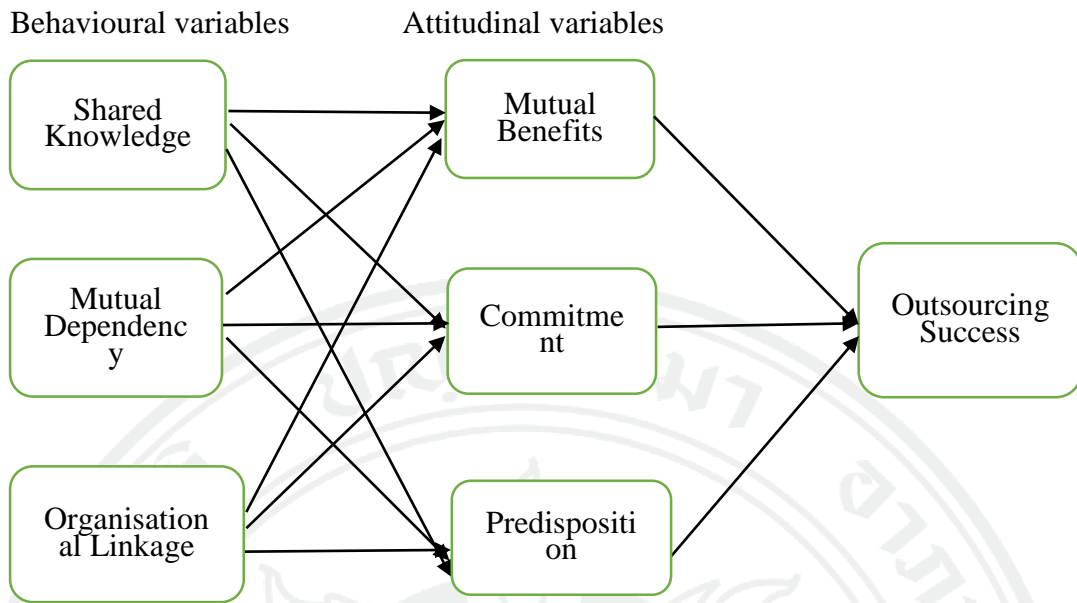 Behavioural variables
Attitudinal variables
Shared
Knowledge
Mutual
Benefits
Mutual
Dependenc
y
Commitme
nt
Outsourcing
Success
Organisation
al Linkage
Predispositi
on